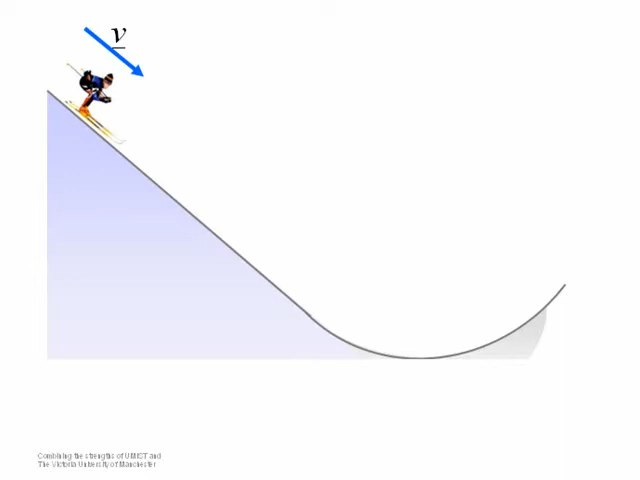 v
Combining the strengths of UMIST and
The Victoria University of Manchester